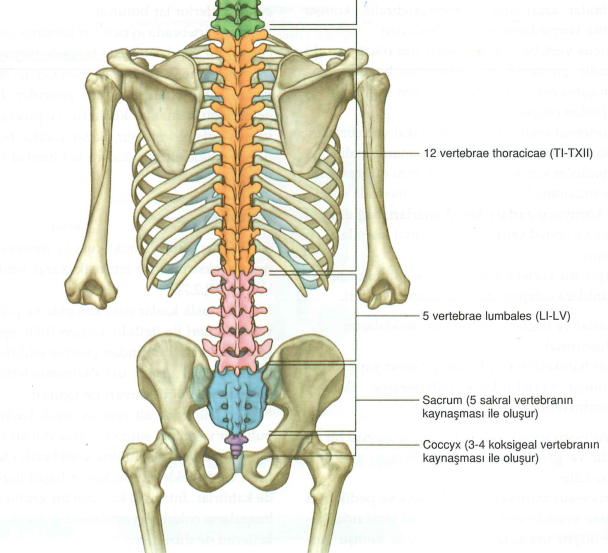 12 vertebrae thoracicae (TI-TXII)
5 vertebrae lumbales (LI-LV)
Sacrum (5 sakral vertebranın
kaynaşması ile oluşur)
Coccyx (3-4 koksigeal vertebranın
kaynaşması ile oluşur)